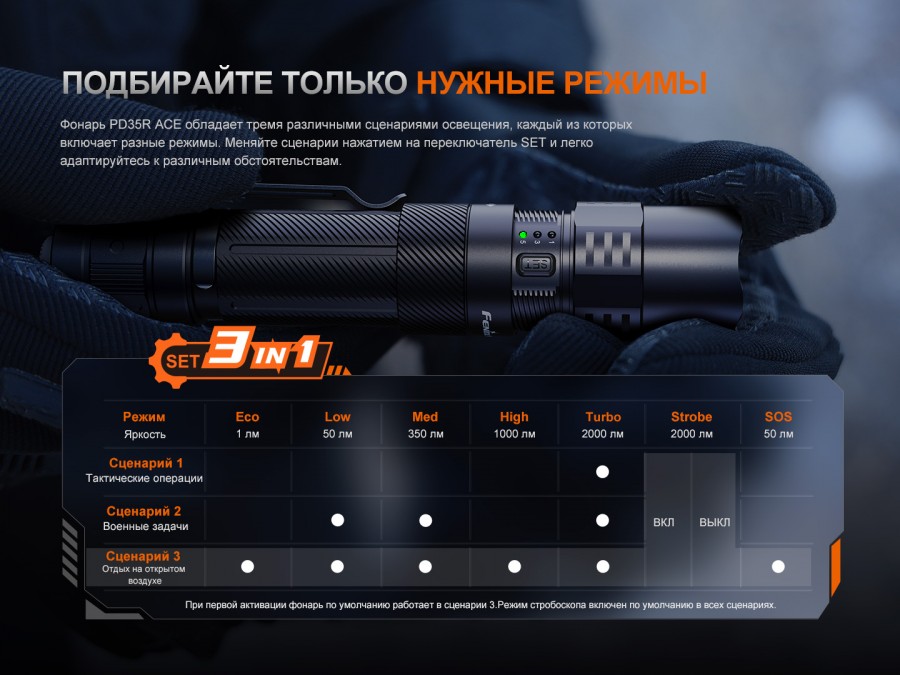 ПОДБИРАЙТЕ ТОЛЬКО НУЖНЫЕ РЕЖИМЫ
Фонарь PD35R ACE обладает тремя различными сценариями освещения, каждый из которых
включает разные режимы. Меняйте сценарии нажатием на переключатель SET и легко
адаптируйтесь к различным обстоятельствам.
5 3 1
SET
SET 3 IN 1
Режим Eco Low Med High Turbo Strobe SOS
Яркость 1 лм 50 лм 350 лм 1000 лм 2000 лм 2000 лм 50 лм
Сценарий 1
Тактические операции
Сценарий 2
Военные задачи
ВКЛ ВЫКЛ
Сценарий 3
Отдых на открытом
воздухе
При первой активации фонарь по умолчанию работает в сценарии 3.Режим стробоскопа включен по умолчанию в всех сценариях.